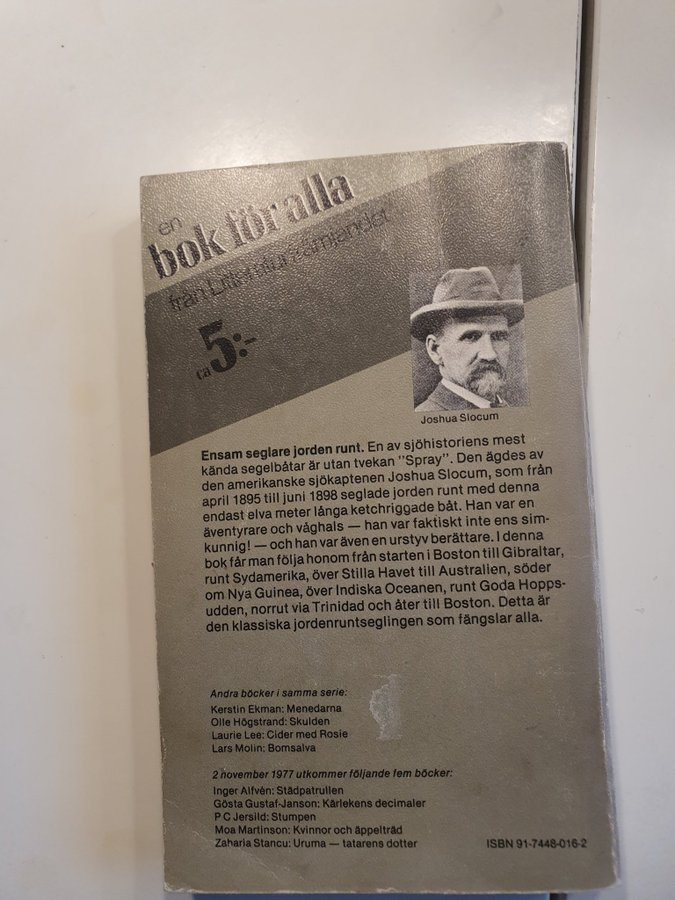 en
bok för alla
från Litteraturfrämjandet
ca 5:-
Joshua Slocum
Ensam seglare jorden runt. En av sjöhistoriens mest
kända segelbåtar är utan tvekan "Spray". Den ägdes av
den amerikanske sjökaptenen Joshua Slocum, som från
april 1895 till juni 1898 seglade jorden runt med denna
endast elva meter långa ketchriggade båt. Han var en
äventyrare och våghals — han var faktiskt inte ens sim-
kunnig! — och han var även en urstyv berättare. I denna
bok får man följa honom från starten i Boston till Gibraltar,
runt Sydamerika, över Stilla Havet till Australien, söder
om Nya Guinea, över Indiska Oceanen, runt Goda Hopps-
udden, norrut via Trinidad och åter till Boston. Detta är
den klassiska jordenruntseglingen som fängslar alla.
Andra böcker i samma serie:
Kerstin Ekman: Menedarna
Olle Högstrand: Skulden
Laurie Lee: Cider med Rosie
Lars Molin: Bomsalva
2 november 1977 utkommer följande fem böcker:
Inger Alfvén: Städpatrullen
Gösta Gustaf-Janson: Kärlekens decimaler
P C Jersild: Stumpen
Moa Martinson: Kvinnor och äppelträd
Zaharia Stancu: Uruma — tatarens dotter
ISBN 91-7448-016-2